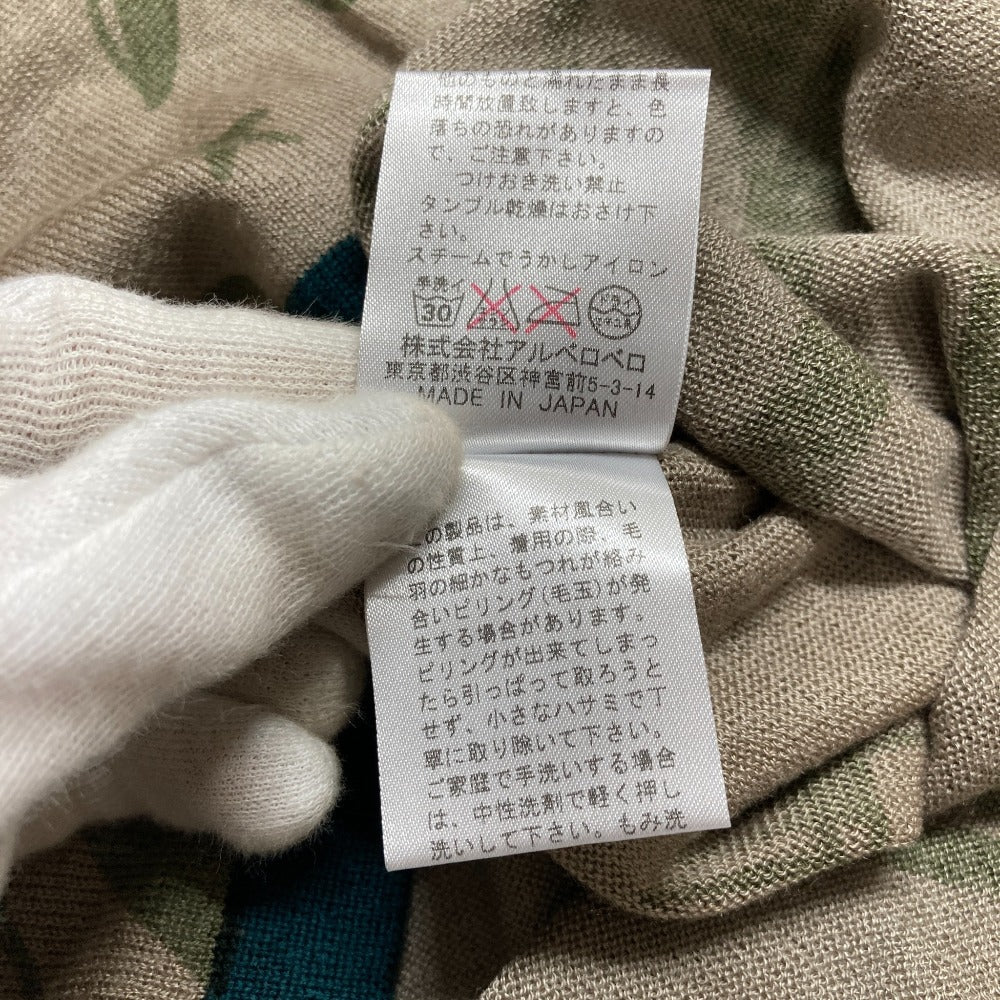 他のものと濡れたまま長
時間放置致しますと、色
落ちの恐れがありますの
で、ご注意下さい。
つけおき洗い禁止
タンブル乾燥はおさけ下
さい。
スチームでうかしアイロン
手洗イ
30
ドライ
株式会社アルベロベロ
東京都渋谷区神宮前5-3-14
MADE IN JAPAN
この製品は、素材風合い
の性質上、着用の際、毛
羽の細かなもつれが絡み
合いピリング(毛玉)が発
生する場合があります。
ピリングが出来てしまっ
たら引っぱって取ろうと
せず、小さなハサミで丁
寧に取り除いて下さい。
ご家庭で手洗いする場合
は、中性洗剤で軽く押し
洗いして下さい。もみ洗